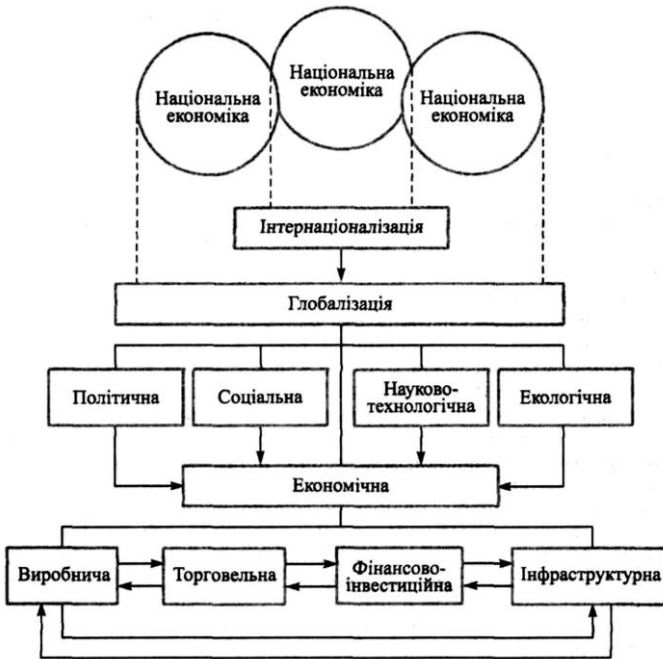 Національна
економіка
Національна
економіка
Національна
економіка
Інтернаціоналізація
Глобалізація
Політична
Соціальна
Науково-
технологічна
Екологічна
Економічна
Виробнича
Торговельна
Фінансово-
інвестиційна
Інфраструктурна